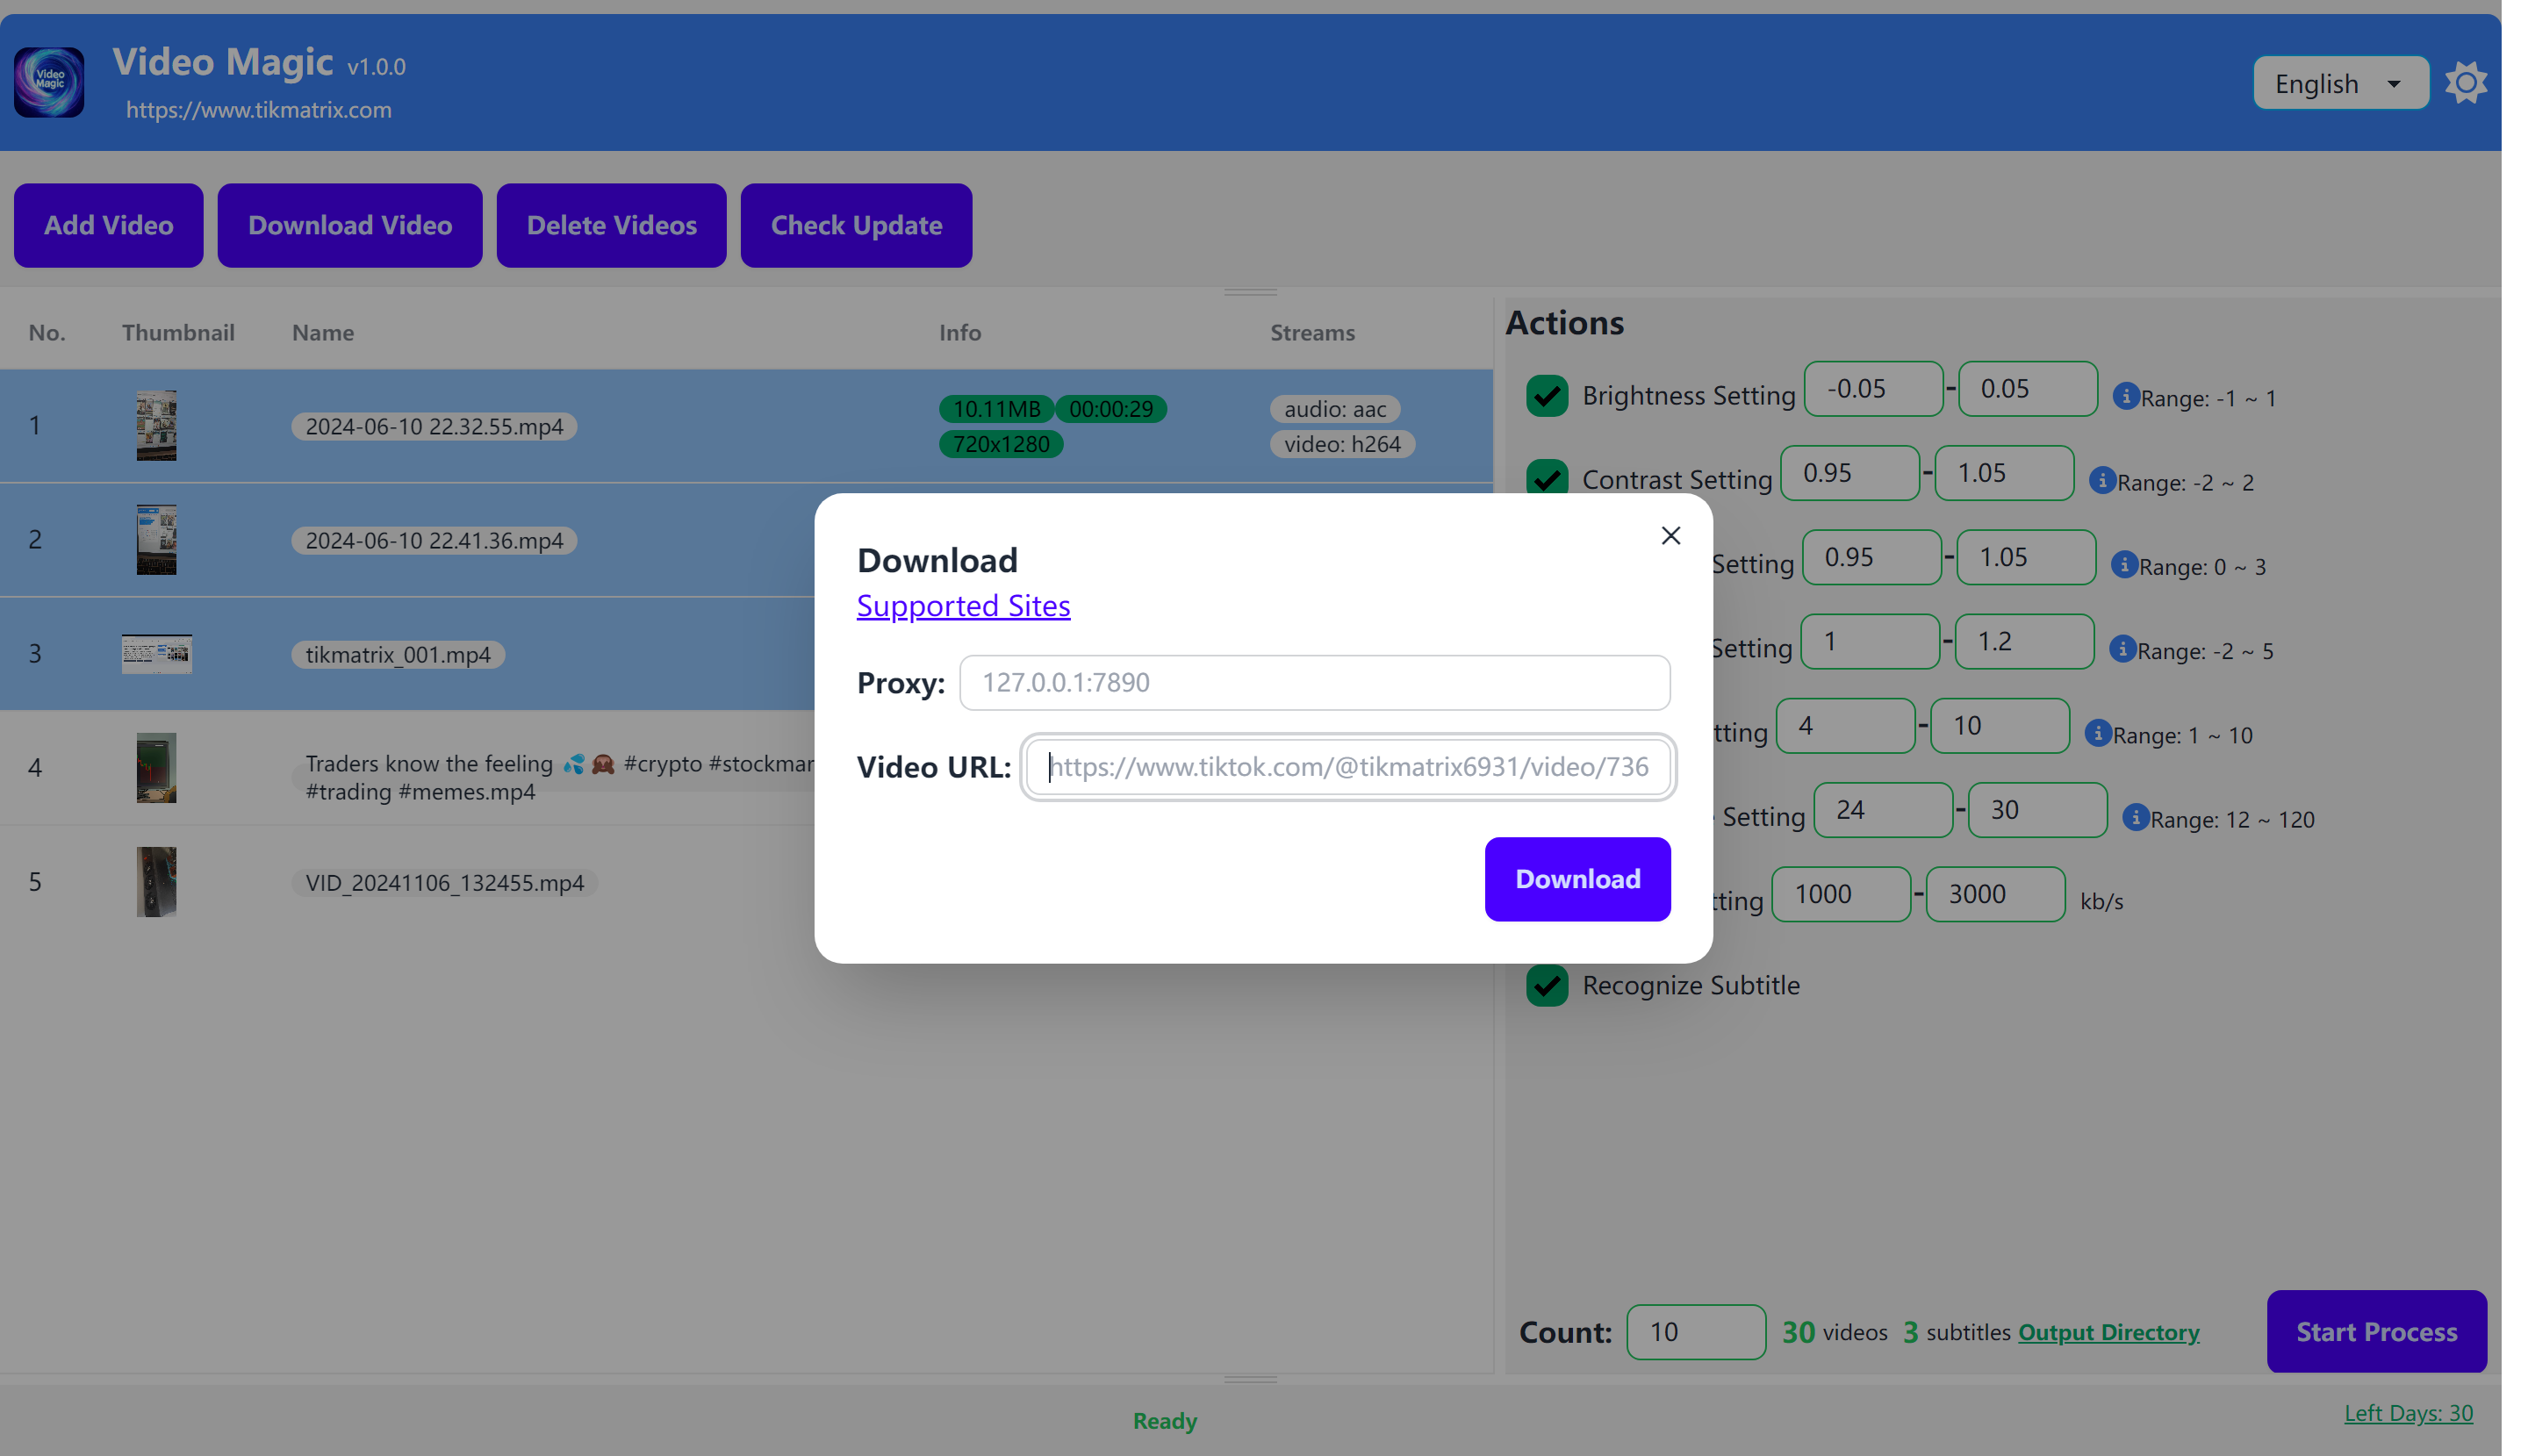 Video Magic
Video Magic v1.0.0
https://www.tikmatrix.com
English
Add Video
Download Video
Delete Videos
Check Update
No. Thumbnail Name Info Streams
1 2024-06-10 22.32.55.mp4 10.11MB 00:00:29 audio: aac
720x1280 video: h264
2 2024-06-10 22.41.36.mp4
3 tikmatrix_001.mp4
4 Traders know the feeling 💦 🙈 #crypto #stockmar
#trading #memes.mp4
5 VID_20241106_132455.mp4
Actions
Brightness Setting -0.05 - 0.05 Range: -1 ~ 1
Contrast Setting 0.95 - 1.05 Range: -2 ~ 2
Setting 0.95 - 1.05 Range: 0 ~ 3
Setting 1 - 1.2 Range: -2 ~ 5
tting 4 - 10 Range: 1 ~ 10
Setting 24 - 30 Range: 12 ~ 120
tting 1000 - 3000 kb/s
Recognize Subtitle
Download
Supported Sites
Proxy: 127.0.0.1:7890
Video URL: https://www.tiktok.com/@tikmatrix6931/video/736
Download
Count: 10 30 videos 3 subtitles Output Directory
Start Process
Ready
Left Days: 30